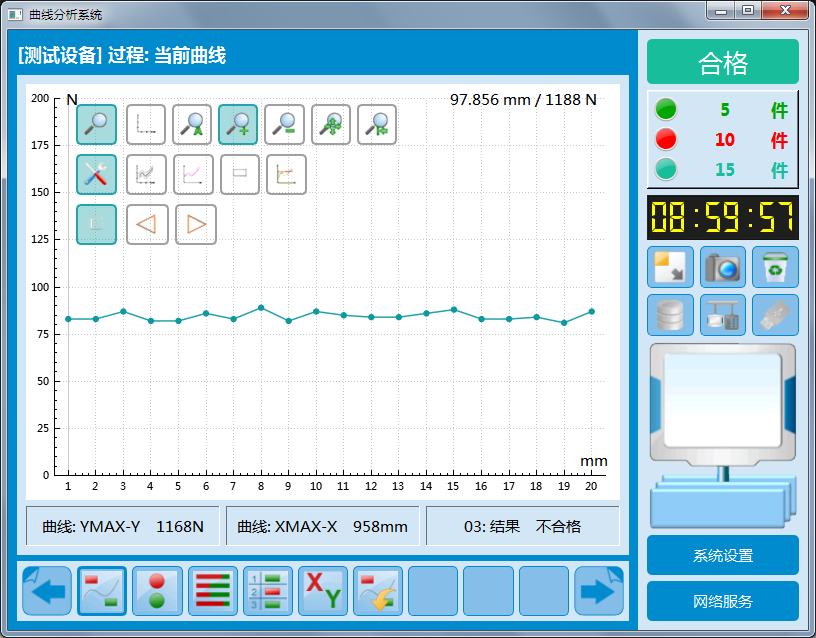 曲线分析系统
[测试设备] 过程: 当前曲线
合格
200 N 97.856 mm / 1188 N
175
150
125
100
75
50
25
0
mm
1 2 3 4 5 6 7 8 9 10 11 12 13 14 15 16 17 18 19 20
曲线: YMAX-Y 1168N
曲线: XMAX-X 958mm
03: 结果 不合格
5 件
10 件
15 件
08:59:57
系统设置
网络服务
1
2
3
X
Y